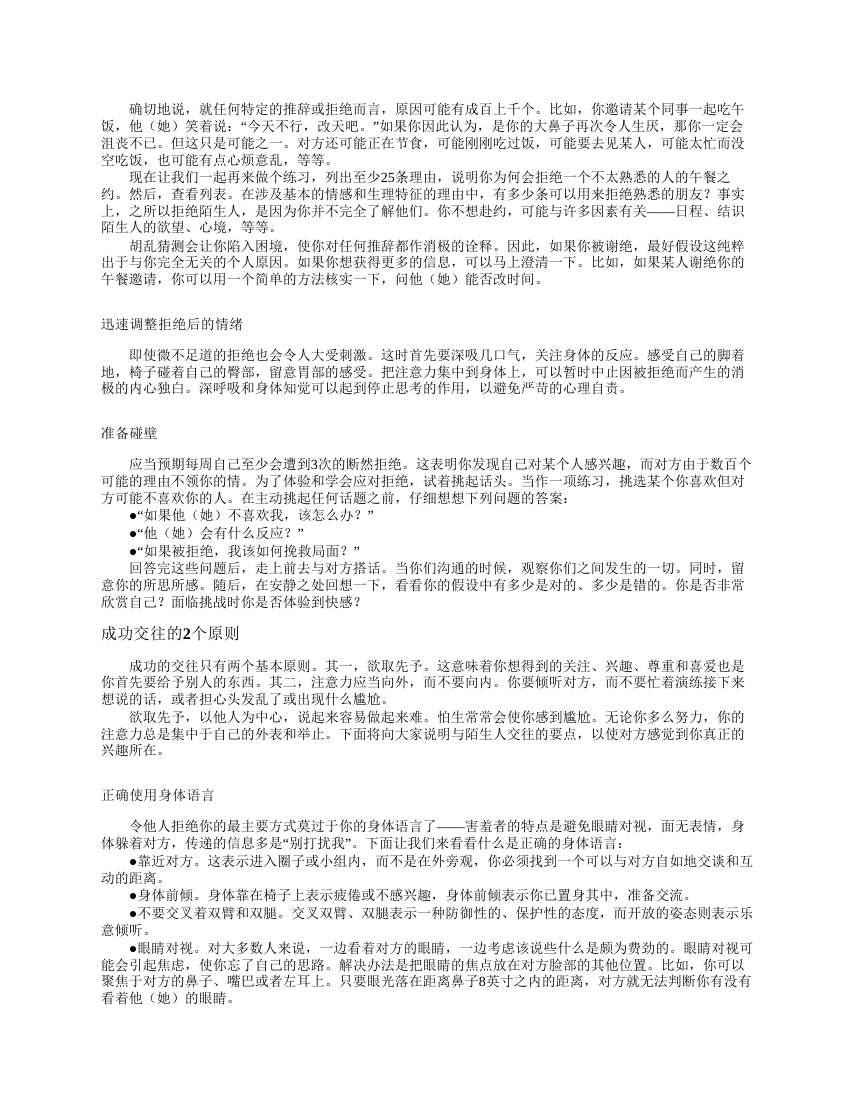 确切地说，就任何特定的推辞或拒绝而言，原因可能有成百上千个。比如，你邀请某个同事一起吃午
饭，他（她）笑着说：“今天不行，改天吧。”如果你因此认为，是你的大鼻子再次令人生厌，那你一定会
沮丧不已。但这只是可能之一。对方还可能正在节食，可能刚刚吃过饭，可能要去见某人，可能太忙而没
空吃饭，也可能有点心烦意乱，等等。
现在让我们一起再来做个练习，列出至少25条理由，说明你为何会拒绝一个不太熟悉的人的午餐之
约。然后，查看列表。在涉及基本的情感和生理特征的理由中，有多少条可以用来拒绝熟悉的朋友？事实
上，之所以拒绝陌生人，是因为你并不完全了解他们。你不想赴约，可能与许多因素有关——日程、结识
陌生人的欲望、心境，等等。
胡乱猜测会让你陷入困境，使你对任何推辞都作消极的诠释。因此，如果你被谢绝，最好假设这纯粹
出于与你完全无关的个人原因。如果你想获得更多的信息，可以马上澄清一下。比如，如果某人谢绝你的
午餐邀请，你可以用一个简单的方法核实一下，问他（她）能否改时间。
迅速调整拒绝后的情绪
即使微不足道的拒绝也会令人大受刺激。这时首先要深吸几口气，关注身体的反应。感受自己的脚着
地，椅子碰着自己的臀部，留意胃部的感受。把注意力集中到身体上，可以暂时中止因被拒绝而产生的消
极的内心独白。深呼吸和身体知觉可以起到停止思考的作用，以避免严苛的心理自责。
准备碰壁
应当预期每周自己至少会遭到3次的断然拒绝。这表明你发现自己对某个人感兴趣，而对方由于数百个
可能的理由不领你的情。为了体验和学会应对拒绝，试着挑起话头。当作一项练习，挑选某个你喜欢但对
方可能不喜欢你的人。在主动挑起任何话题之前，仔细想想下列问题的答案：
●“如果他（她）不喜欢我，该怎么办？”
●“他（她）会有什么反应？”
●“如果被拒绝，我该如何挽救局面？”
回答完这些问题后，走上前去与对方搭话。当你们沟通的时候，观察你们之间发生的一切。同时，留
意你的所思所感。随后，在安静之处回想一下，看看你的假设中有多少是对的、多少是错的。你是否非常
欣赏自己？面临挑战时你是否体验到快感？
成功交往的2个原则
成功的交往只有两个基本原则。其一，欲取先予。这意味着你想得到的关注、兴趣、尊重和喜爱也是
你首先要给予别人的东西。其二，注意力应当向外，而不要向内。你要倾听对方，而不要忙着演练接下来
想说的话，或者担心头发乱了或出现什么尴尬。
欲取先予，以他人为中心，说起来容易做起来难。怕生常常会使你感到尴尬。无论你多么努力，你的
注意力总是集中于自己的外表和举止。下面将向大家说明与陌生人交往的要点，以使对方感觉到你真正的
兴趣所在。
正确使用身体语言
令他人拒绝你的最主要方式莫过于你的身体语言了——害羞者的特点是避免眼睛对视，面无表情，身
体躲着对方，传递的信息多是“别打扰我”。下面让我们来看看什么是正确的身体语言：
●靠近对方。这表示进入圈子或小组内，而不是在外旁观，你必须找到一个可以与对方自如地交谈和互
动的距离。
●身体前倾。身体靠在椅子上表示疲倦或不感兴趣，身体前倾表示你已置身其中，准备交流。
●不要交叉着双臂和双腿。交叉双臂、双腿表示一种防御性的、保护性的态度，而开放的姿态则表示乐
意倾听。
●眼睛对视。对大多数人来说，一边看着对方的眼睛，一边考虑该说些什么是颇为费劲的。眼睛对视可
能会引起焦虑，使你忘了自己的思路。解决办法是把眼睛的焦点放在对方脸部的其他位置。比如，你可以
聚焦于对方的鼻子、嘴巴或者左耳上。只要眼光落在距离鼻子8英寸之内的距离，对方就无法判断你有没有
看着他（她）的眼睛。